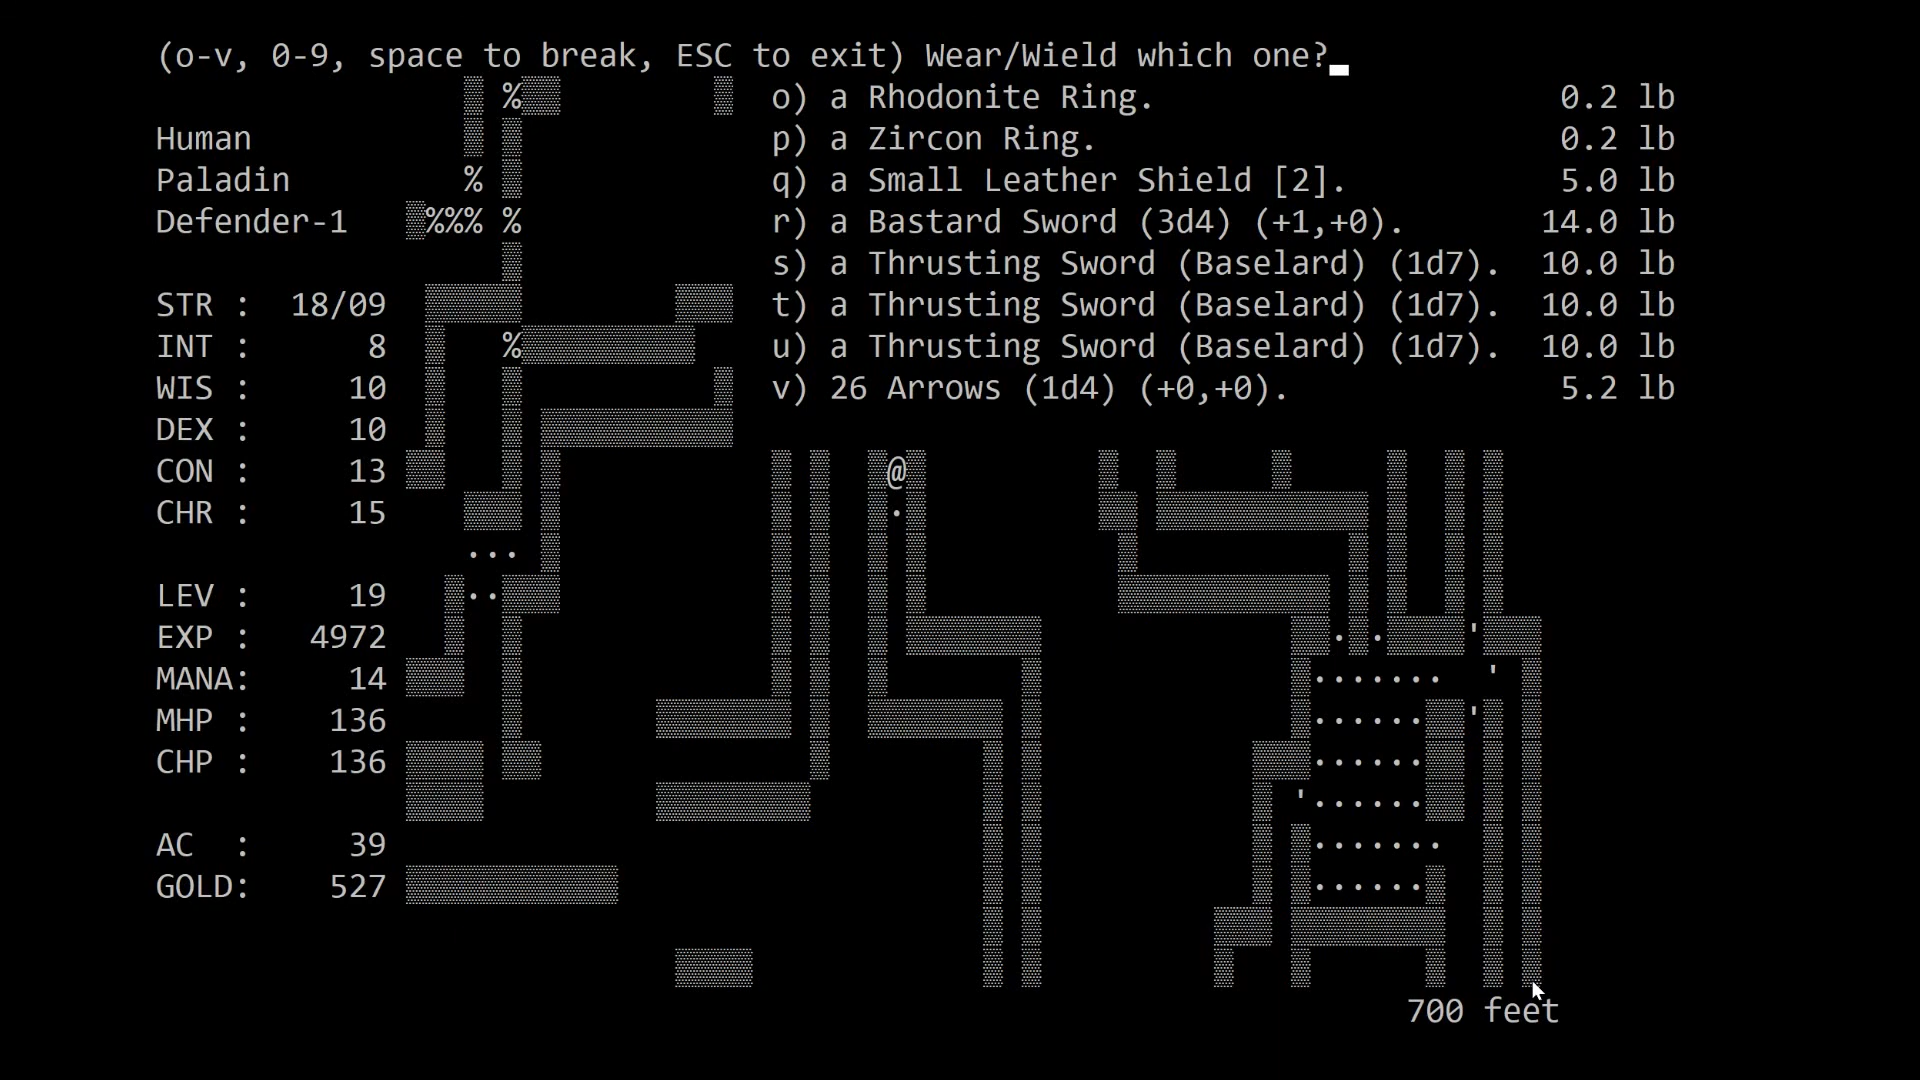 (o-v, 0-9, space to break, ESC to exit) Wear/Wield which one?
o) a Rhodonite Ring. 0.2 lb
Human p) a Zircon Ring. 0.2 lb
Paladin q) a Small Leather Shield [2]. 5.0 lb
Defender-1 r) a Bastard Sword (3d4) (+1,+0). 14.0 lb
s) a Thrusting Sword (Baselard) (1d7). 10.0 lb
STR : 18/09 t) a Thrusting Sword (Baselard) (1d7). 10.0 lb
INT : 8 u) a Thrusting Sword (Baselard) (1d7). 10.0 lb
WIS : 10 v) 26 Arrows (1d4) (+0,+0). 5.2 lb
DEX : 10
CON : 13
CHR : 15
LEV : 19
EXP : 4972
MANA: 14
MHP : 136
CHP : 136
AC : 39
GOLD: 527
700 feet